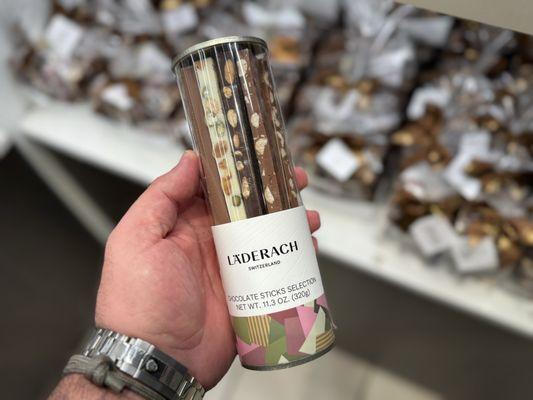 LÄDERACH
SWITZERLAND
CHOCOLATE STICKS SELECTION
NET WT. 11.3 OZ. (320g)